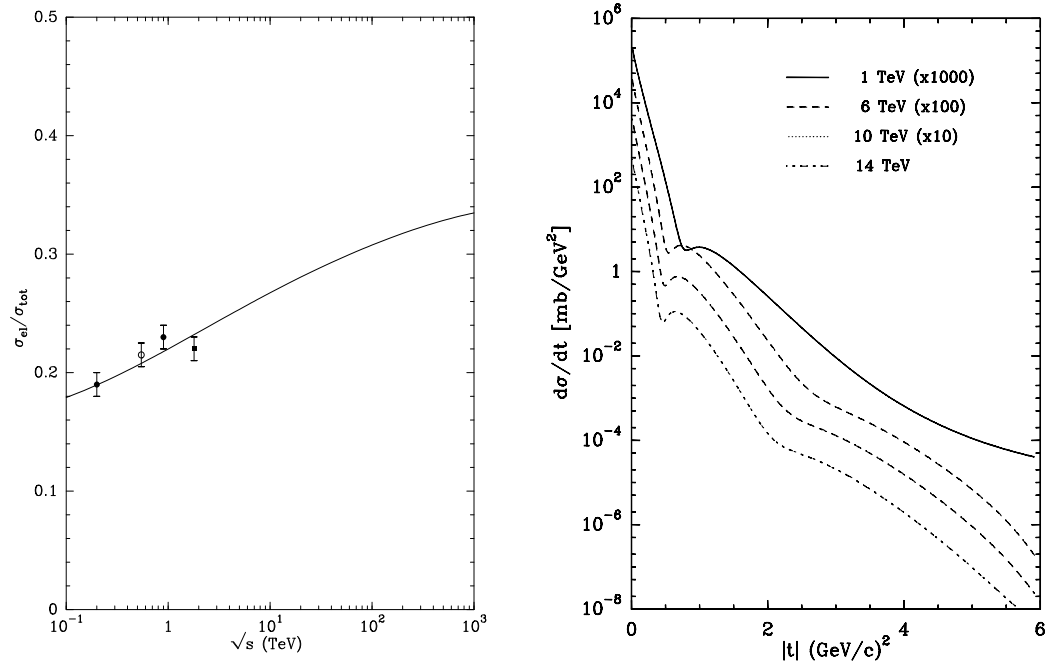 0.5
0.4
0.3
0.2
0.1
0
σ_el/σ_tot
10^-1 1 10^1 10^2 10^3
√s (TeV)
10^6
10^4
10^2
1
10^-2
10^-4
10^-6
10^-8
dσ/dt [mb/GeV^2]
1 TeV (x1000)
6 TeV (x100)
10 TeV (x10)
14 TeV
0 2 4 6
|t| (GeV/c)^2